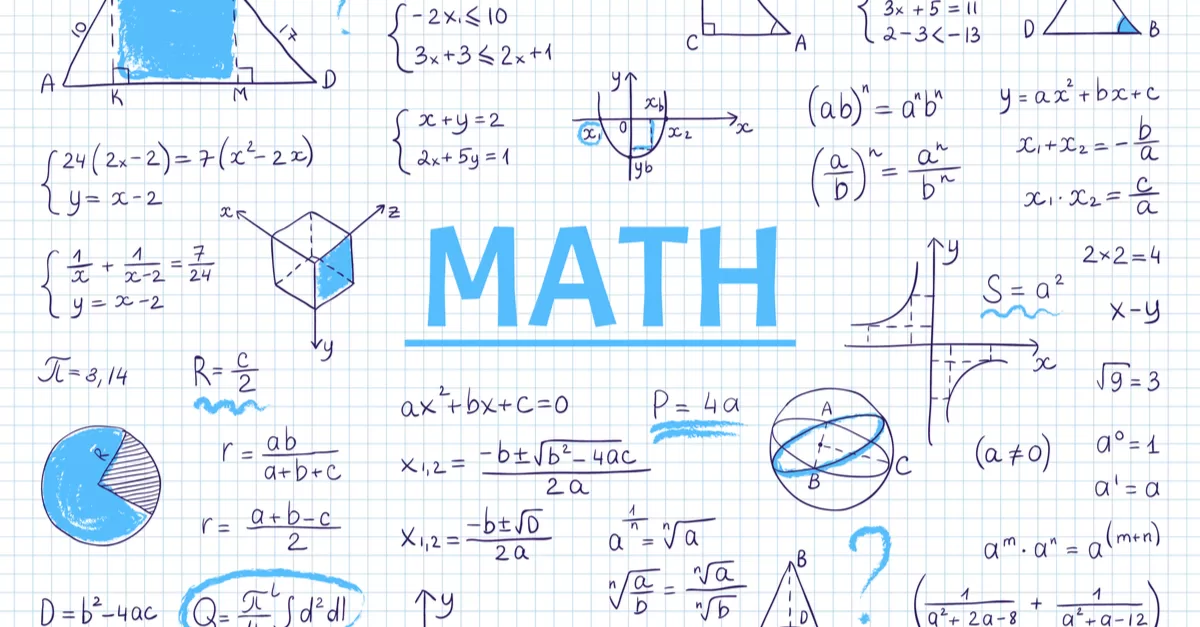 10
17
A
K
M
D
{-2x₁ ≤ 10
3x+3 ≤ 2x+1
C
A
3x+5=11
2-3<-13
D
B
{24(2x-2)=7(x²-2x)
y=x-2
{x+y=2
2x+5y=1
y
x_b
x₁
0
x₂
x
y_b
(ab)ⁿ=aⁿbⁿ
(a/b)ⁿ=aⁿ/bⁿ
y=ax²+bx+c
x₁+x₂=-b/a
x₁·x₂=c/a
{1/x+1/(x-2)=7/24
y=x-2
x
z
y
MATH
y
x
S=a²
2×2=4
x-y
√9=3
π=3,14
R=c/2
R
r=ab/(a+b+c)
r=(a+b-c)/2
ax²+bx+c=0
x₁,₂=(-b±√(b²-4ac))/2a
x₁,₂=(-b±√D)/2a
P=4a
A
B
C
(a≠0)
a⁰=1
a¹=a
a^(1/n)=ⁿ√a
ⁿ√(a/b)=ⁿ√a/ⁿ√b
aᵐ·aⁿ=a^(m+n)
?
B
D
D=b²-4ac
∫d²dl
y
(1/(a²+2a-8)+1/(a²+a-12))